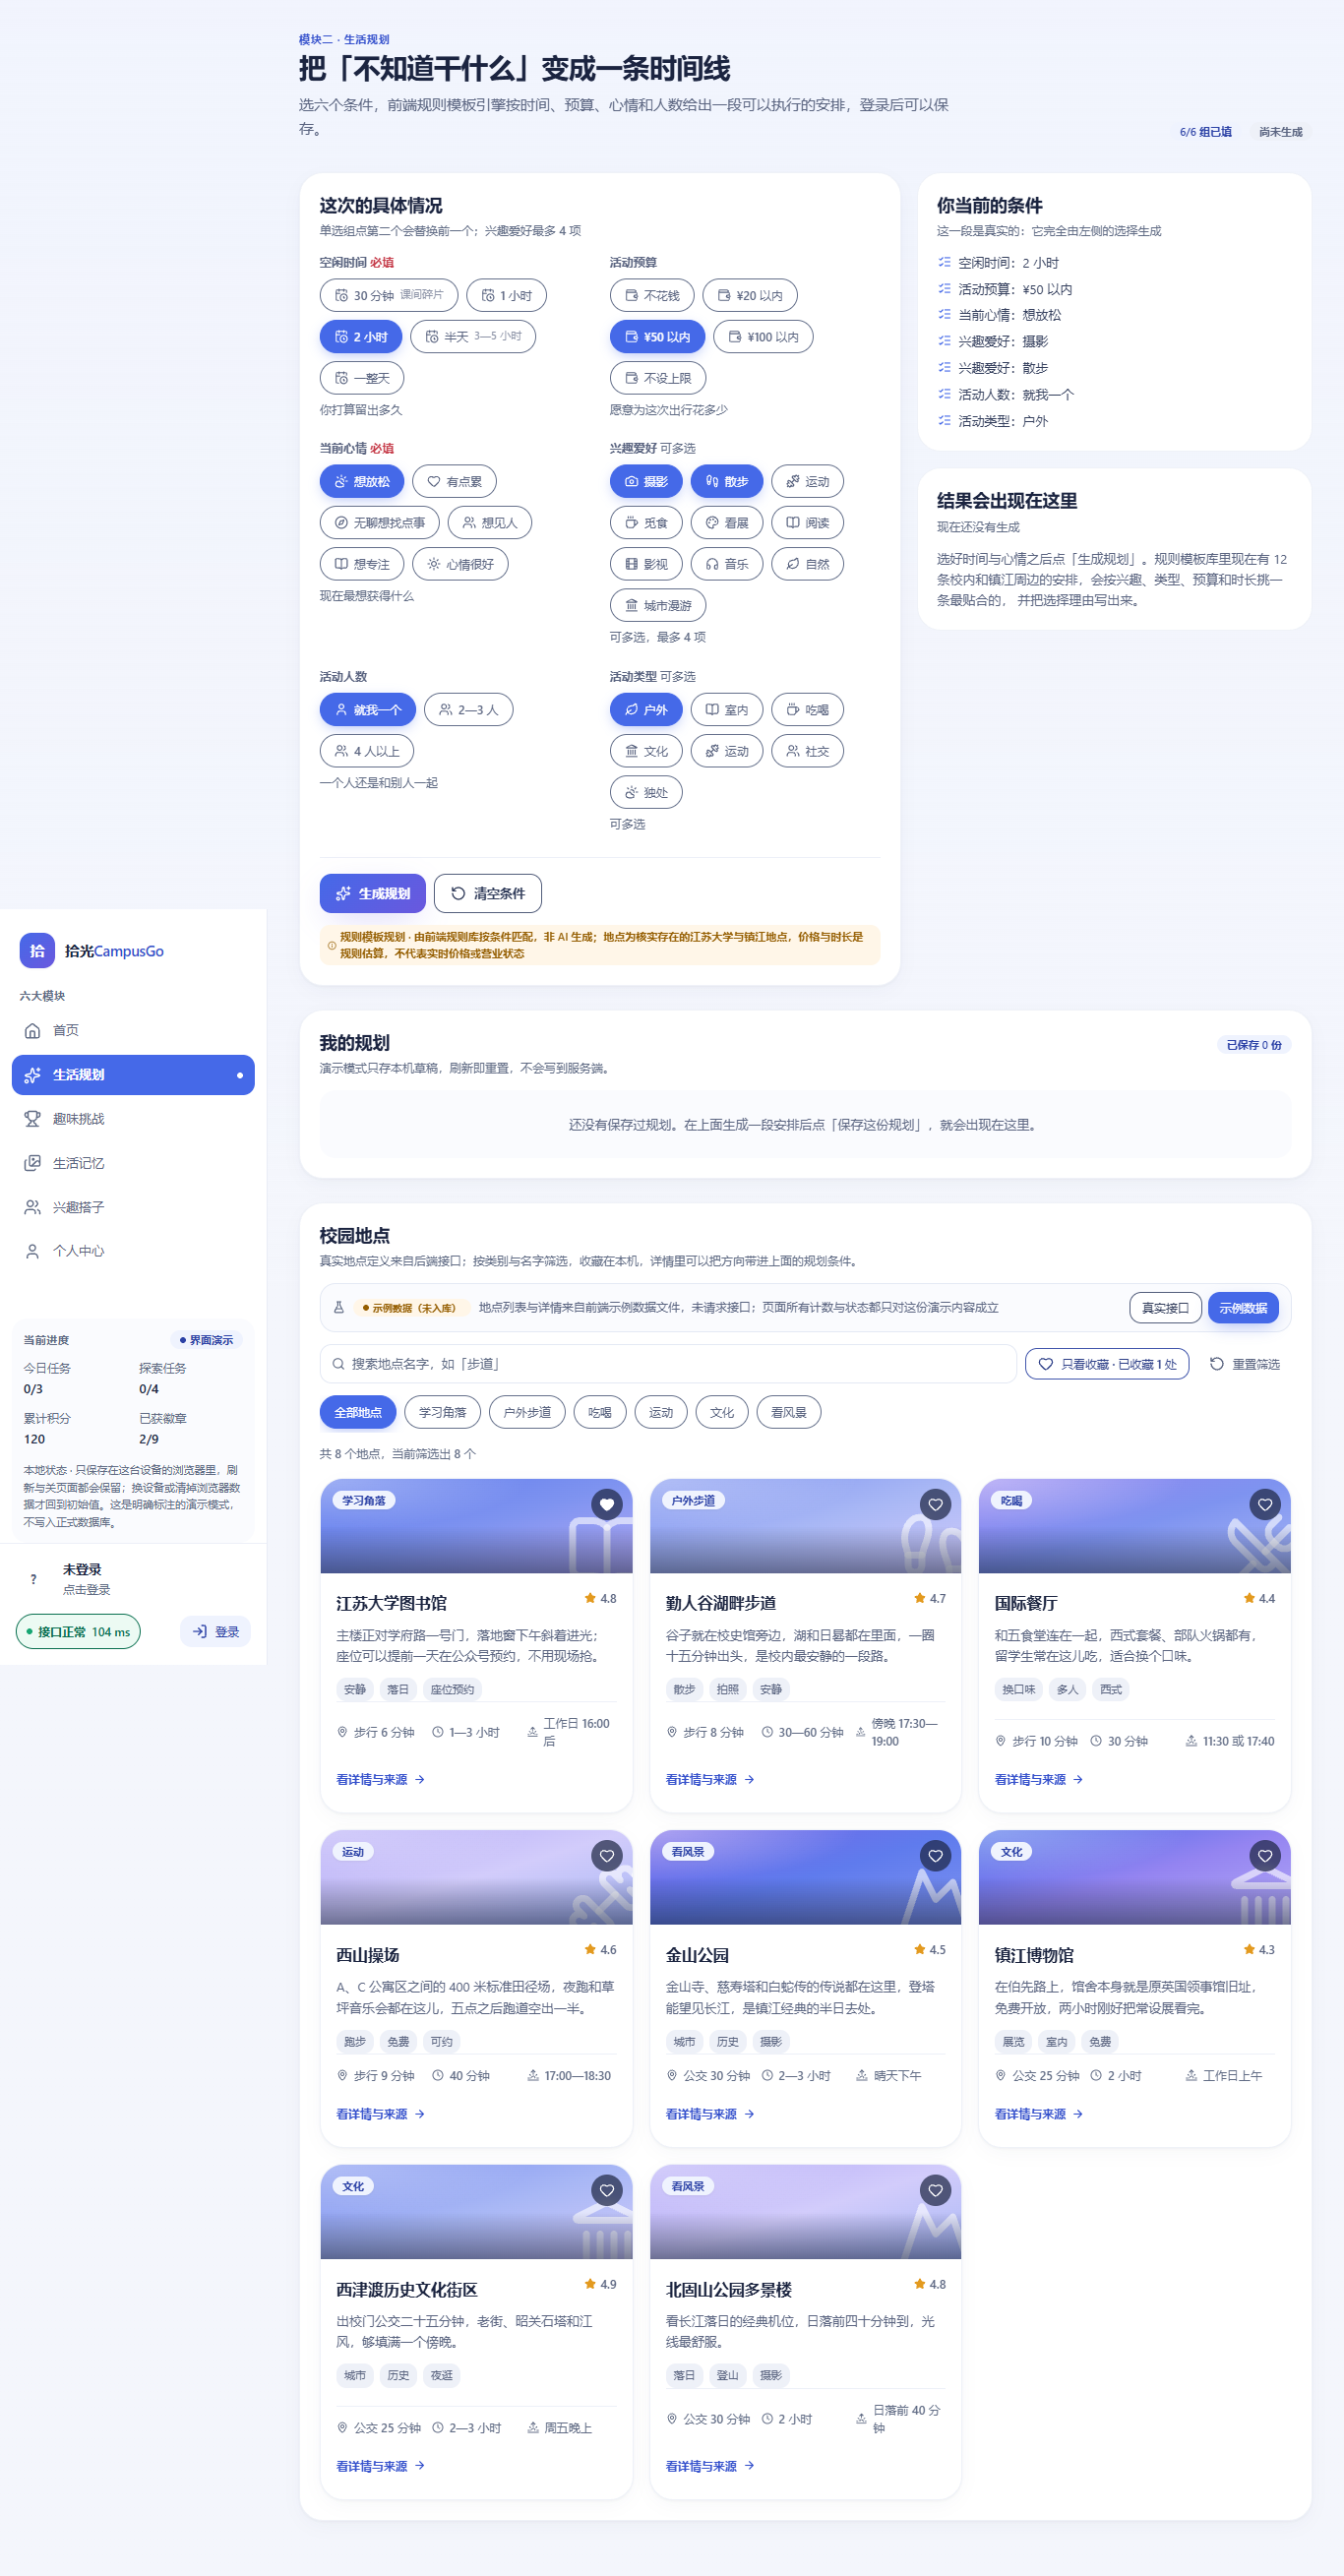 模块二 · 生活规划
把「不知道干什么」变成一条时间线
选六个条件，前端规则模板引擎按时间、预算、心情和人数给出一段可以执行的安排，登录后可以保
存。
6/6 组已填
尚未生成
这次的具体情况
单选组点第二个会替换前一个；兴趣爱好最多 4 项
空闲时间 必填
30 分钟 课间碎片
1 小时
2 小时
半天 3—5 小时
一整天
你打算留出多久
活动预算
不花钱
¥20 以内
¥50 以内
¥100 以内
不设上限
愿意为这次出行花多少
当前心情 必填
想放松
有点累
无聊想找点事
想见人
想专注
心情很好
现在最想获得什么
兴趣爱好 可多选
摄影
散步
运动
觅食
看展
阅读
影视
音乐
自然
城市漫游
可多选，最多 4 项
活动人数
就我一个
2—3 人
4 人以上
一个人还是和别人一起
活动类型 可多选
户外
室内
吃喝
文化
运动
社交
独处
可多选
生成规划
清空条件
规则模板规划 · 由前端规则库按条件匹配，非 AI 生成；地点为核实存在的江苏大学与镇江地点，价格与时长是
规则估算，不代表实时价格或营业状态
你当前的条件
这一段是真实的：它完全由左侧的选择生成
空闲时间：2 小时
活动预算：¥50 以内
当前心情：想放松
兴趣爱好：摄影
兴趣爱好：散步
活动人数：就我一个
活动类型：户外
结果会出现在这里
现在还没有生成
选好时间与心情之后点「生成规划」。规则模板库里现在有 12
条校内和镇江周边的安排，会按兴趣、类型、预算和时长挑一
条最贴合的， 并把选择理由写出来。
拾
拾光CampusGo
六大模块
首页
生活规划
趣味挑战
生活记忆
兴趣搭子
个人中心
当前进度
界面演示
今日任务
0/3
探索任务
0/4
累计积分
120
已获徽章
2/9
本地状态 · 只保存在这台设备的浏览器里，刷
新与关页面都会保留；换设备或清掉浏览器数
据才回到初始值。这是明确标注的演示模式，
不写入正式数据库。
?
未登录
点击登录
接口正常 104 ms
登录
我的规划
演示模式只存本机草稿，刷新即重置，不会写到服务端。
已保存 0 份
还没有保存过规划。在上面生成一段安排后点「保存这份规划」，就会出现在这里。
校园地点
真实地点定义来自后端接口；按类别与名字筛选，收藏在本机，详情里可以把方向带进上面的规划条件。
示例数据（未入库）
地点列表与详情来自前端示例数据文件，未请求接口；页面所有计数与状态都只对这份演示内容成立
真实接口
示例数据
搜索地点名字，如「步道」
只看收藏 · 已收藏 1 处
重置筛选
全部地点
学习角落
户外步道
吃喝
运动
文化
看风景
共 8 个地点，当前筛选出 8 个
学习角落
江苏大学图书馆
4.8
主楼正对学府路一号门，落地窗下午斜着进光；
座位可以提前一天在公众号预约，不用现场抢。
安静
落日
座位预约
步行 6 分钟
1—3 小时
工作日 16:00
后
看详情与来源
户外步道
勤人谷湖畔步道
4.7
谷子就在校史馆旁边，湖和日晷都在里面，一圈
十五分钟出头，是校内最安静的一段路。
散步
拍照
安静
步行 8 分钟
30—60 分钟
傍晚 17:30—
19:00
看详情与来源
吃喝
国际餐厅
4.4
和五食堂连在一起，西式套餐、部队火锅都有，
留学生常在这儿吃，适合换个口味。
换口味
多人
西式
步行 10 分钟
30 分钟
11:30 或 17:40
看详情与来源
运动
西山操场
4.6
A、C 公寓区之间的 400 米标准田径场，夜跑和草
坪音乐会都在这儿，五点之后跑道空出一半。
跑步
免费
可约
步行 9 分钟
40 分钟
17:00—18:30
看详情与来源
看风景
金山公园
4.5
金山寺、慈寿塔和白蛇传的传说都在这里，登塔
能望见长江，是镇江经典的半日去处。
城市
历史
摄影
公交 30 分钟
2—3 小时
晴天下午
看详情与来源
文化
镇江博物馆
4.3
在伯先路上，馆舍本身就是原英国领事馆旧址，
免费开放，两小时刚好把常设展看完。
展览
室内
免费
公交 25 分钟
2 小时
工作日上午
看详情与来源
文化
西津渡历史文化街区
4.9
出校门公交二十五分钟，老街、昭关石塔和江
风，够填满一个傍晚。
城市
历史
夜逛
公交 25 分钟
2—3 小时
周五晚上
看详情与来源
看风景
北固山公园多景楼
4.8
看长江落日的经典机位，日落前四十分钟到，光
线最舒服。
落日
登山
摄影
公交 30 分钟
2 小时
日落前 40 分
钟
看详情与来源